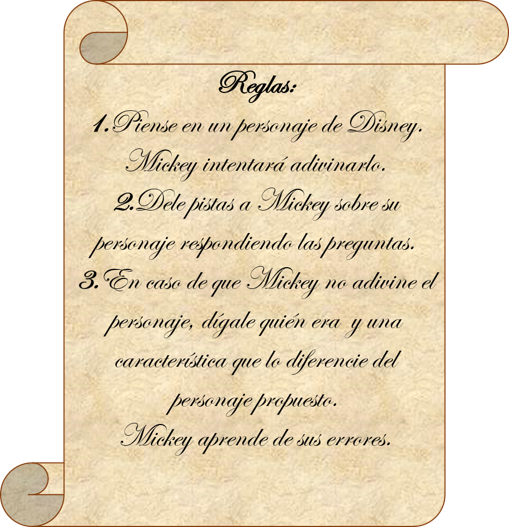 Reglas:
1.Piense en un personaje de Disney.
Mickey intentará adivinarlo.
2.Dele pistas a Mickey sobre su
personaje respondiendo las preguntas.
3.En caso de que Mickey no adivine el
personaje, dígale quién era y una
característica que lo diferencie del
personaje propuesto.
Mickey aprende de sus errores.